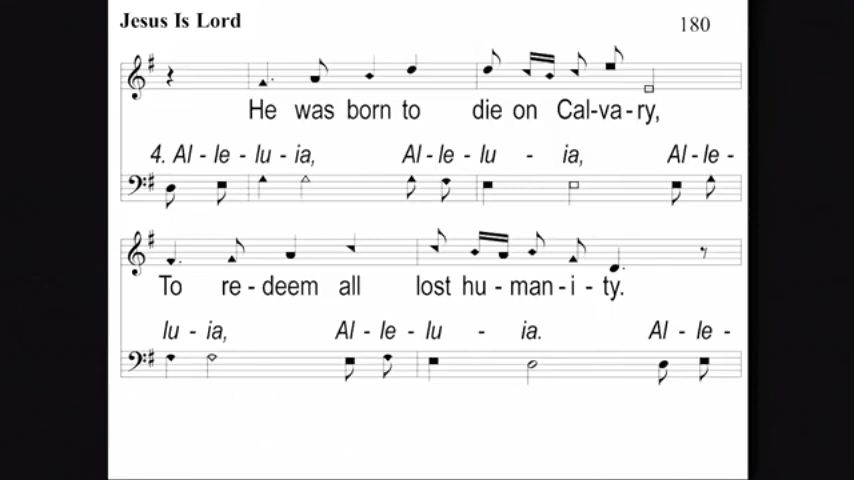 Jesus Is Lord
180
He was born to die on Cal-va-ry,
4. Al - le - lu - ia, Al - le - lu - ia, Al - le -
To re - deem all lost hu - man - i - ty.
lu - ia, Al - le - lu - ia. Al - le -